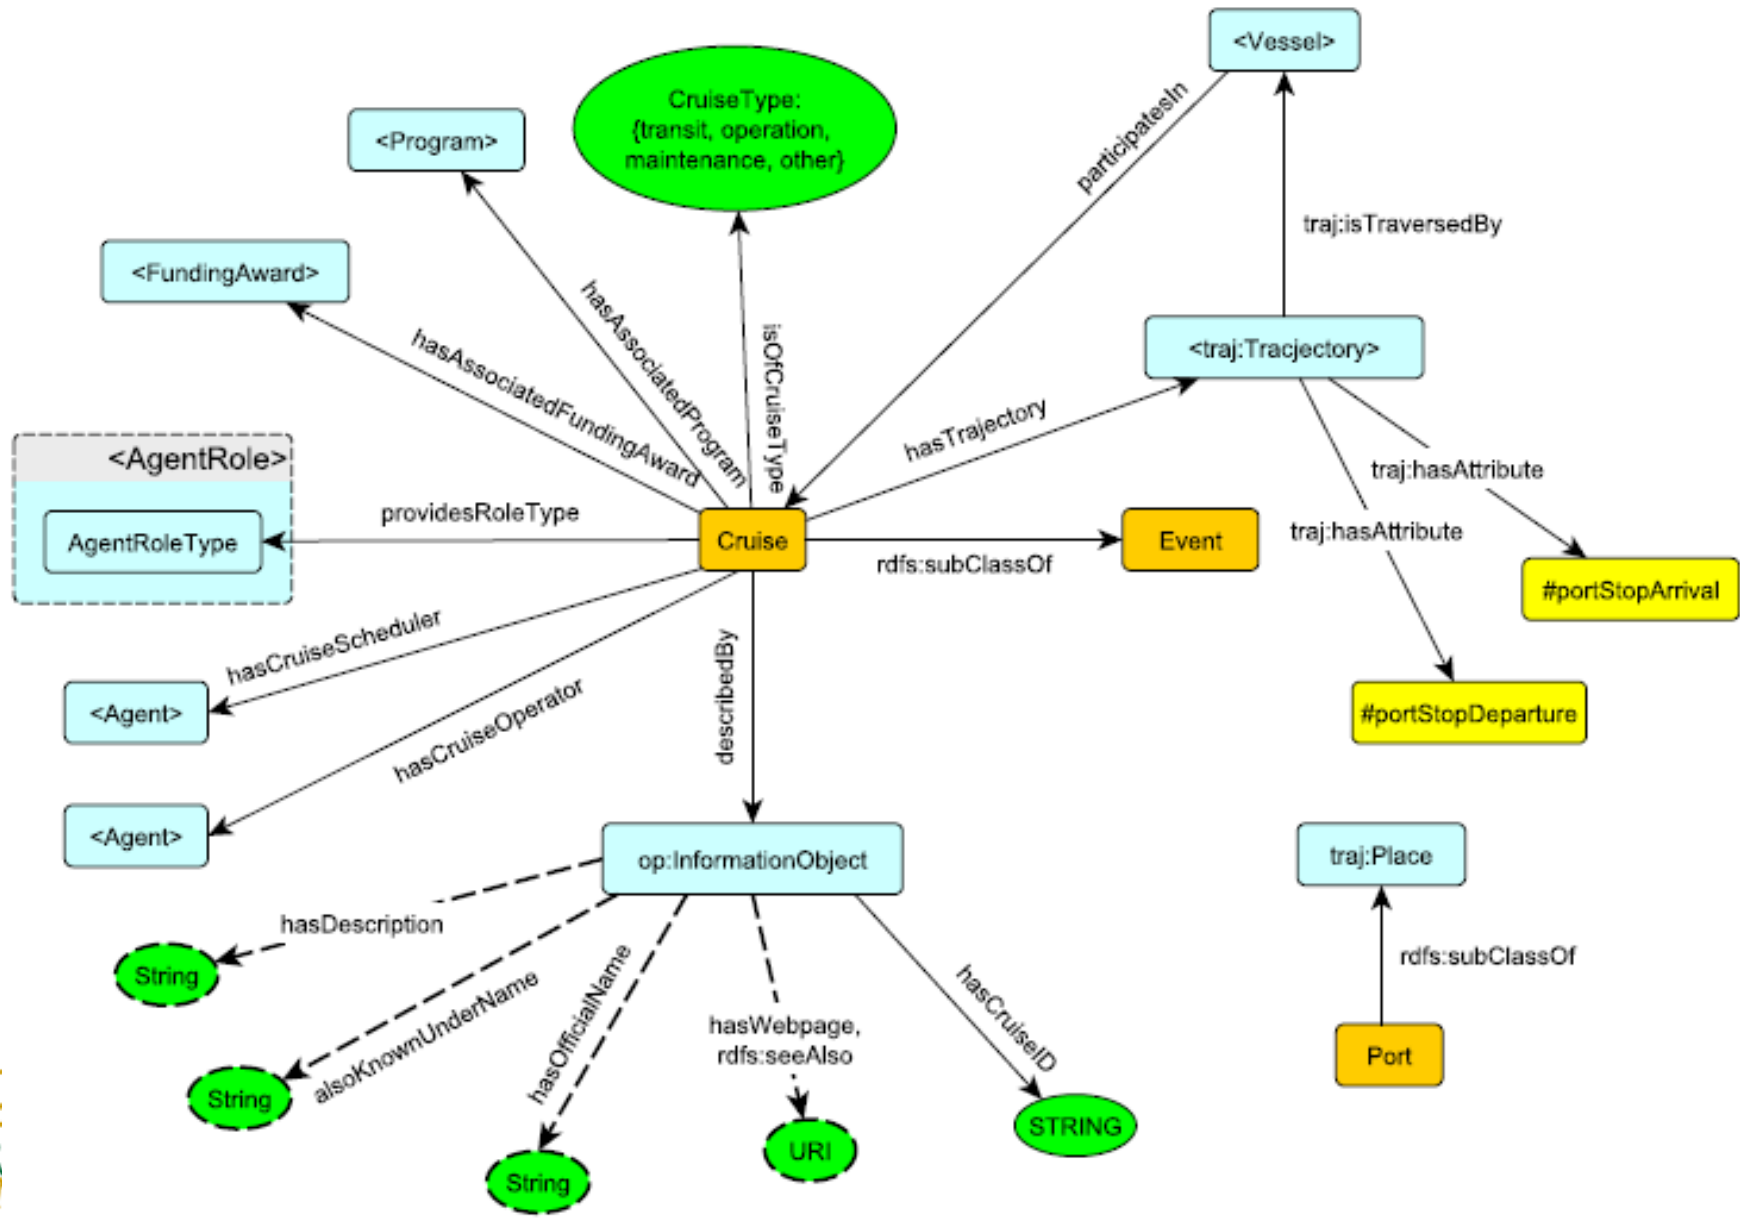 <Vessel>
CruiseType:
{transit, operation,
maintenance, other}
<Program>
participatesIn
traj:isTraversedBy
<FundingAward>
hasAssociatedProgram
isOfCruiseType
hasAssociatedFundingAward
<traj:Tracjectory>
hasTrajectory
<AgentRole>
traj:hasAttribute
providesRoleType
AgentRoleType
Cruise
rdfs:subClassOf
Event
traj:hasAttribute
#portStopArrival
hasCruiseScheduler
<Agent>
hasCruiseOperator
describedBy
#portStopDeparture
<Agent>
op:InformationObject
traj:Place
hasDescription
String
alsoKnownUnderName
String
hasOfficialName
String
hasWebpage,
rdfs:seeAlso
URI
hasCruiseID
STRING
rdfs:subClassOf
Port